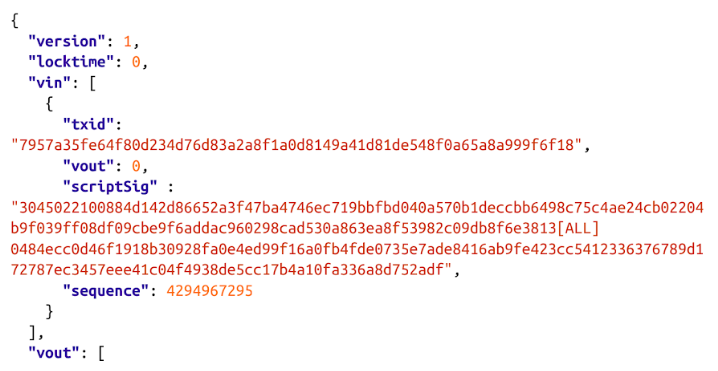 {
"version": 1,
"locktime": 0,
"vin": [
{
"txid":
"7957a35fe64f80d234d76d83a2a8f1a0d8149a41d81de548f0a65a8a999f6f18",
"vout": 0,
"scriptSig" :
"3045022100884d142d86652a3f47ba4746ec719bbfbd040a570b1deccbb6498c75c4ae24cb02204
b9f039ff08df09cbe9f6addac960298cad530a863ea8f53982c09db8f6e3813[ALL]
0484ecc0d46f1918b30928fa0e4ed99f16a0fb4fde0735e7ade8416ab9fe423cc5412336376789d1
72787ec3457eee41c04f4938de5cc17b4a10fa336a8d752adf",
"sequence": 4294967295
}
],
"vout": [